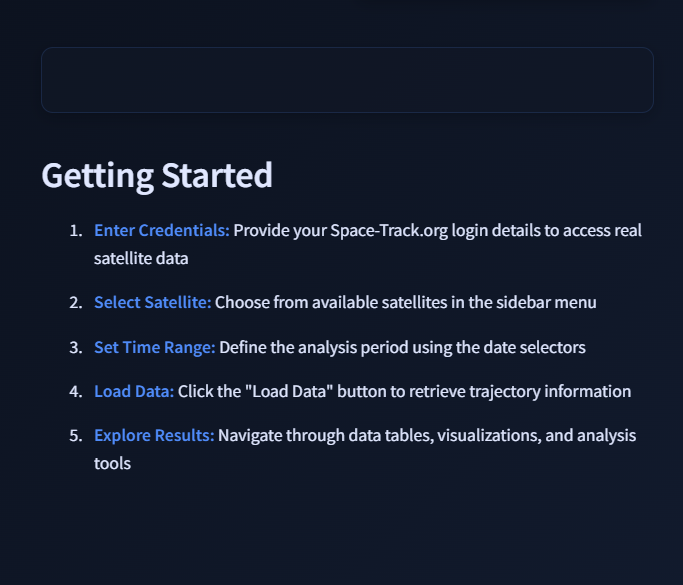 Getting Started
1. Enter Credentials: Provide your Space-Track.org login details to access real
satellite data
2. Select Satellite: Choose from available satellites in the sidebar menu
3. Set Time Range: Define the analysis period using the date selectors
4. Load Data: Click the "Load Data" button to retrieve trajectory information
5. Explore Results: Navigate through data tables, visualizations, and analysis
tools